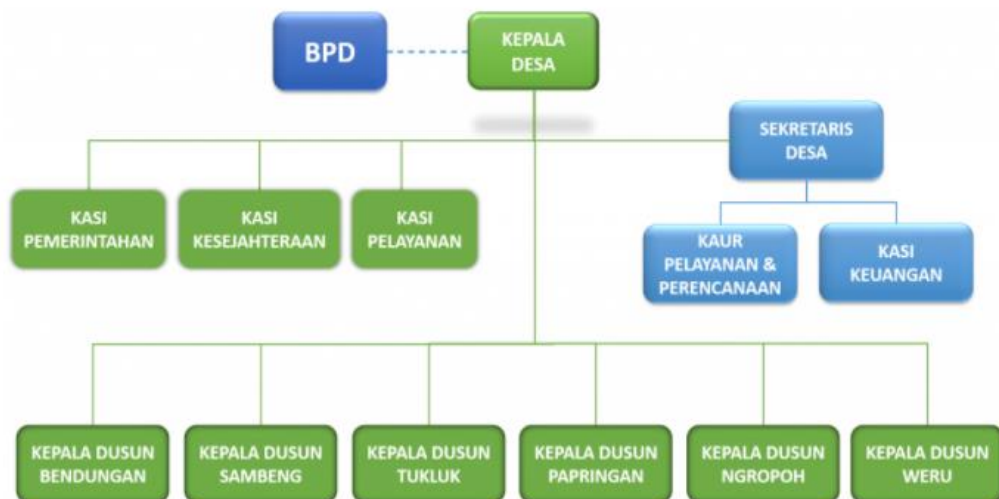 BPD
KEPALA
DESA
SEKRETARIS
DESA
KASI
PEMERINTAHAN
KASI
KESEJAHTERAAN
KASI
PELAYANAN
KAUR
PELAYANAN &
PERENCANAAN
KASI
KEUANGAN
KEPALA DUSUN
BENDUNGAN
KEPALA DUSUN
SAMBENG
KEPALA DUSUN
TUKLUK
KEPALA DUSUN
PAPRINGAN
KEPALA DUSUN
NGROPOH
KEPALA DUSUN
WERU